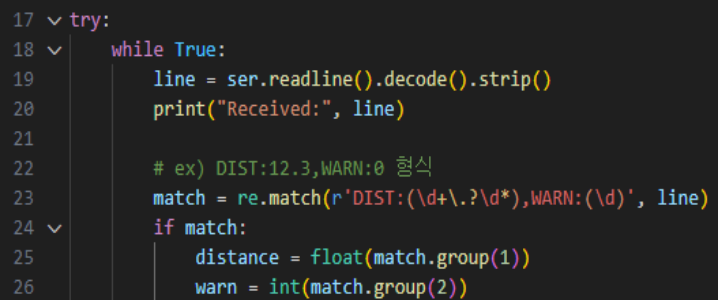 17 try:
18     while True:
19         line = ser.readline().decode().strip()
20         print("Received:", line)
21
22         # ex) DIST:12.3,WARN:0 형식
23         match = re.match(r'DIST:(\d+\.?\d*),WARN:(\d)', line)
24         if match:
25             distance = float(match.group(1))
26             warn = int(match.group(2))